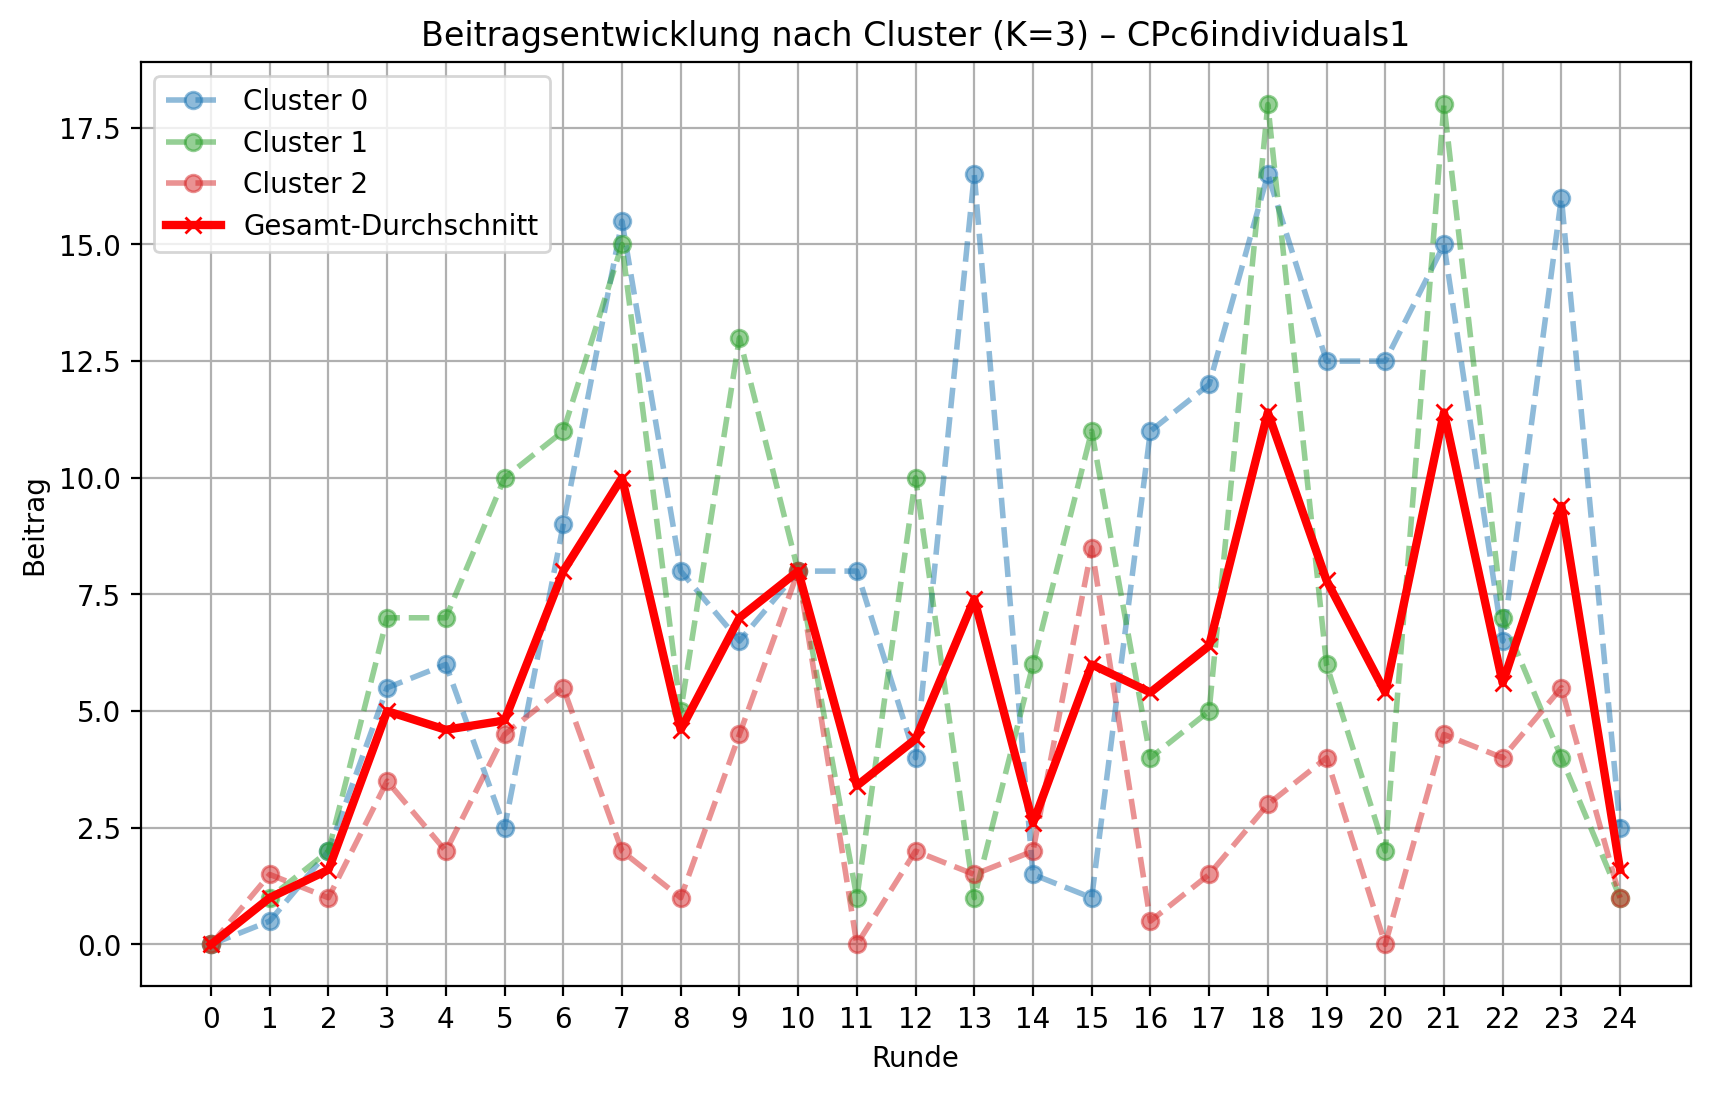 Beitragsentwicklung nach Cluster (K=3) – CPc6individuals1
Cluster 0
Cluster 1
Cluster 2
Gesamt-Durchschnitt
Beitrag
17.5
15.0
12.5
10.0
7.5
5.0
2.5
0.0
0 1 2 3 4 5 6 7 8 9 10 11 12 13 14 15 16 17 18 19 20 21 22 23 24
Runde